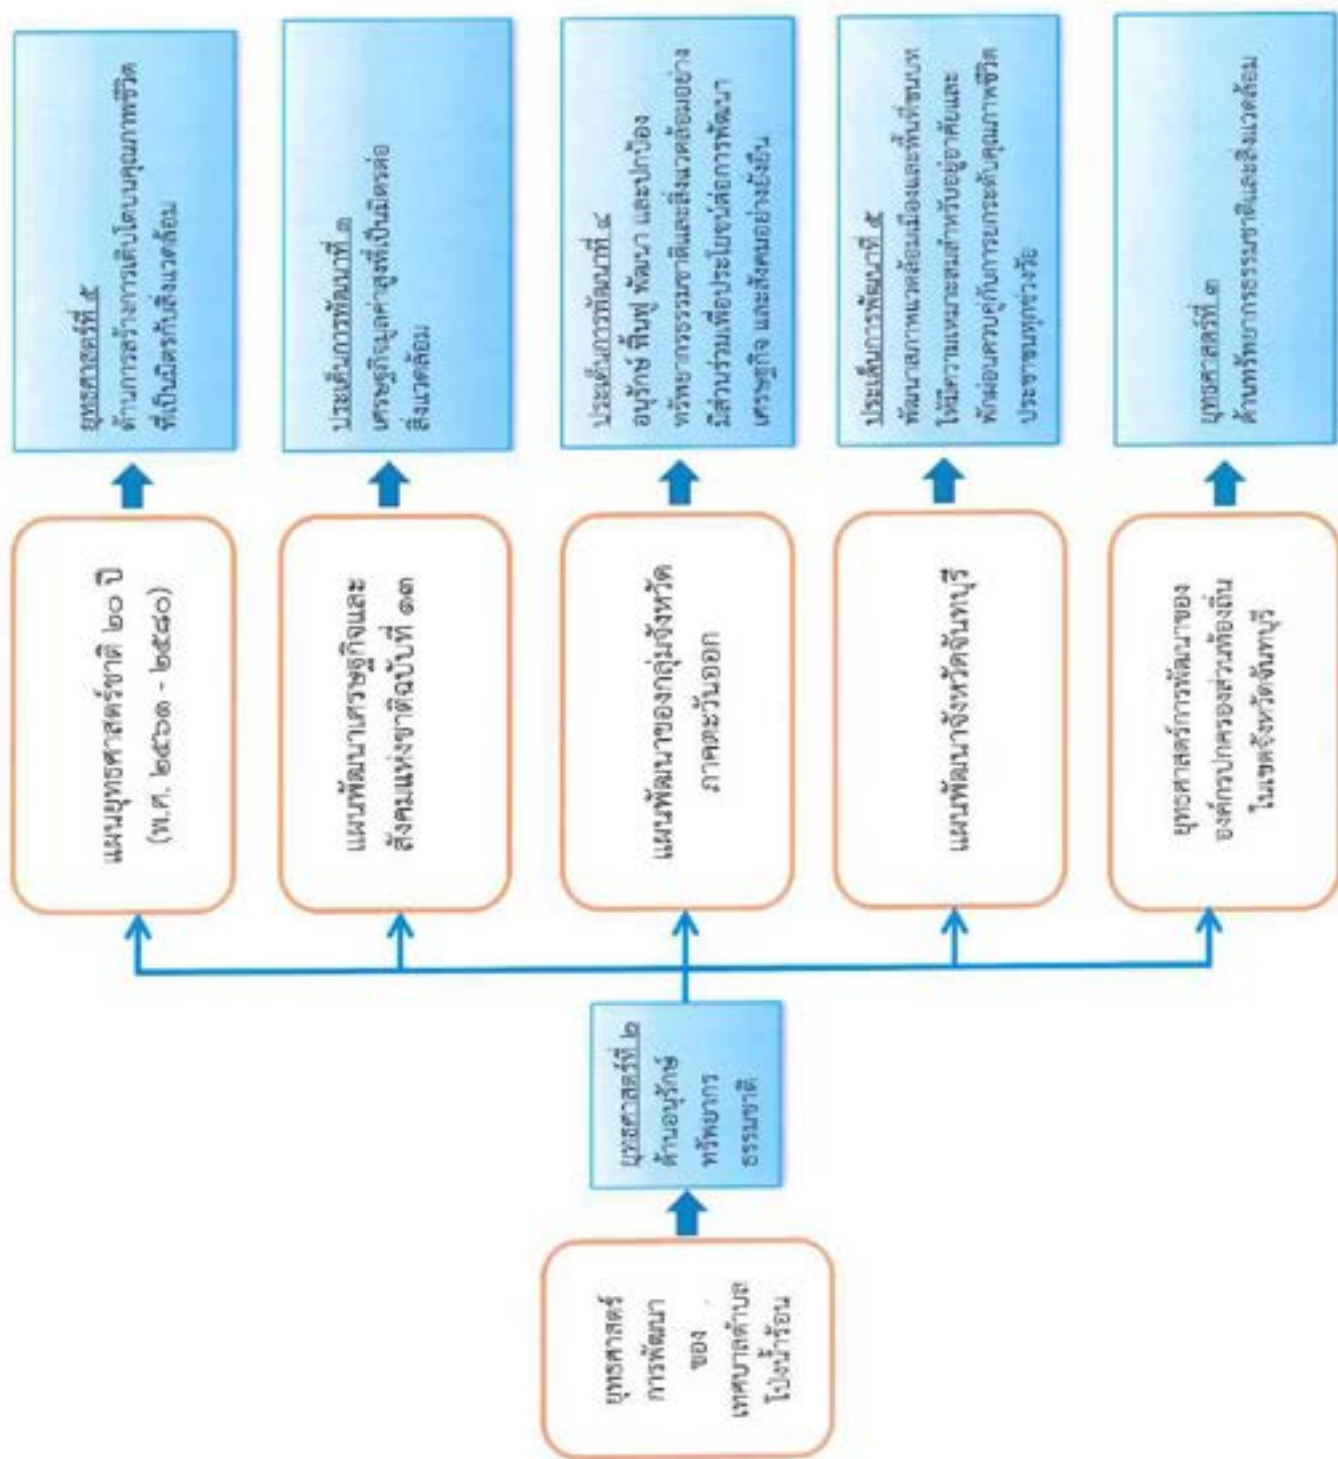 ยุทธศาสตร์
การพัฒนา
ของ
เทศบาลตำบล
โป่งน้ำร้อน
ยุทธศาสตร์ที่ ๒
ด้านอนุรักษ์
ทรัพยากร
ธรรมชาติ
แผนยุทธศาสตร์ชาติ ๒๐ ปี
(พ.ศ. ๒๕๖๑ - ๒๕๘๐)
ยุทธศาสตร์ที่ ๕
ด้านการสร้างการเติบโตบนคุณภาพชีวิต
ที่เป็นมิตรกับสิ่งแวดล้อม
แผนพัฒนาเศรษฐกิจและ
สังคมแห่งชาติฉบับที่ ๑๓
ประเด็นการพัฒนาที่ ๑
เศรษฐกิจมูลค่าสูงที่เป็นมิตรต่อ
สิ่งแวดล้อม
แผนพัฒนาของกลุ่มจังหวัด
ภาคตะวันออก
ประเด็นการพัฒนาที่ ๔
อนุรักษ์ ฟื้นฟู พัฒนา และปกป้อง
ทรัพยากรธรรมชาติและสิ่งแวดล้อมอย่าง
มีส่วนร่วมเพื่อประโยชน์ต่อการพัฒนา
เศรษฐกิจ และสังคมอย่างยั่งยืน
แผนพัฒนาจังหวัดจันทบุรี
ประเด็นการพัฒนาที่ ๕
พัฒนาสภาพแวดล้อมเมืองและพื้นที่ชนบท
ให้มีความเหมาะสมสำหรับอยู่อาศัยและ
พักผ่อนควบคู่กับการยกระดับคุณภาพชีวิต
ประชาชนทุกช่วงวัย
ยุทธศาสตร์การพัฒนาของ
องค์กรปกครองส่วนท้องถิ่น
ในเขตจังหวัดจันทบุรี
ยุทธศาสตร์ที่ ๓
ด้านทรัพยากรธรรมชาติและสิ่งแวดล้อม